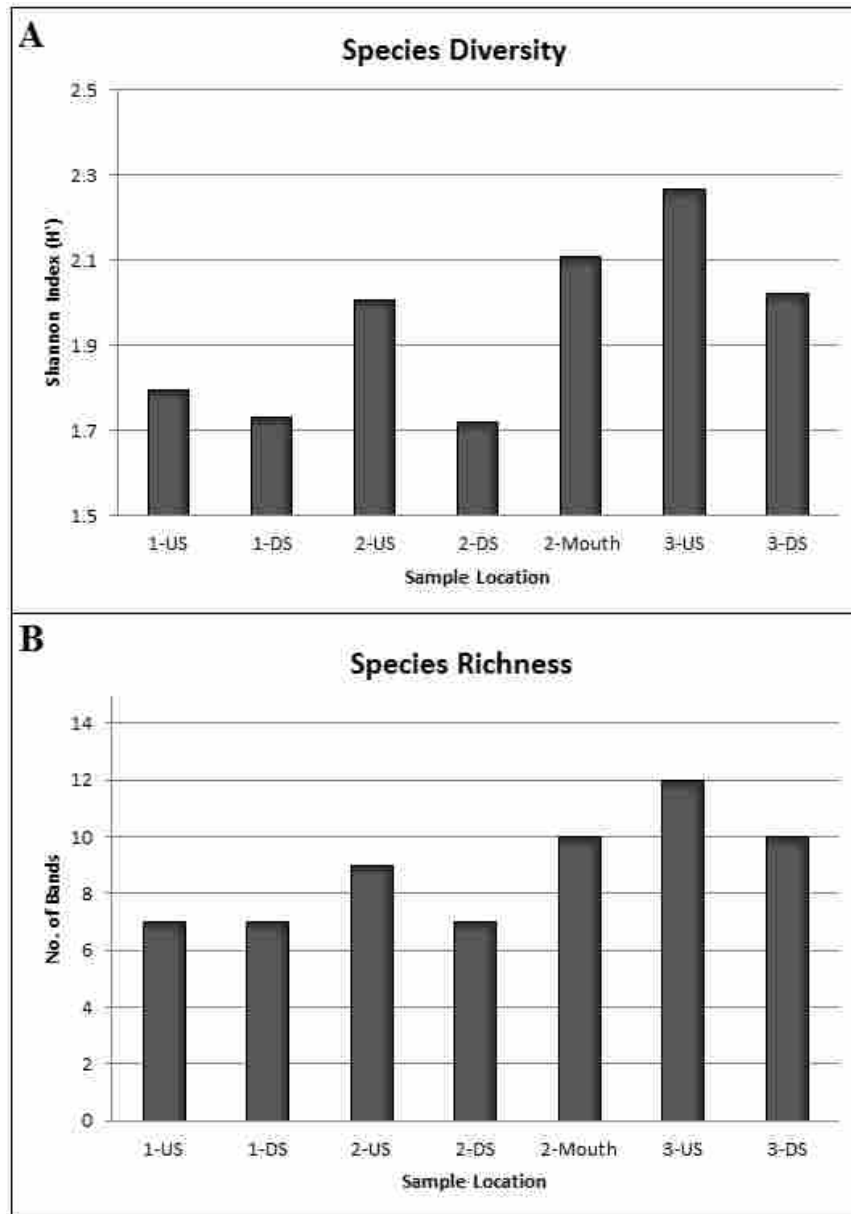 A
Species Diversity
2.5
2.3
2.1
1.9
1.7
1.5
Shannon Index (H')
1-US 1-DS 2-US 2-DS 2-Mouth 3-US 3-DS
Sample Location
B
Species Richness
14
12
10
8
6
4
2
0
No. of Bands
1-US 1-DS 2-US 2-DS 2-Mouth 3-US 3-DS
Sample Location